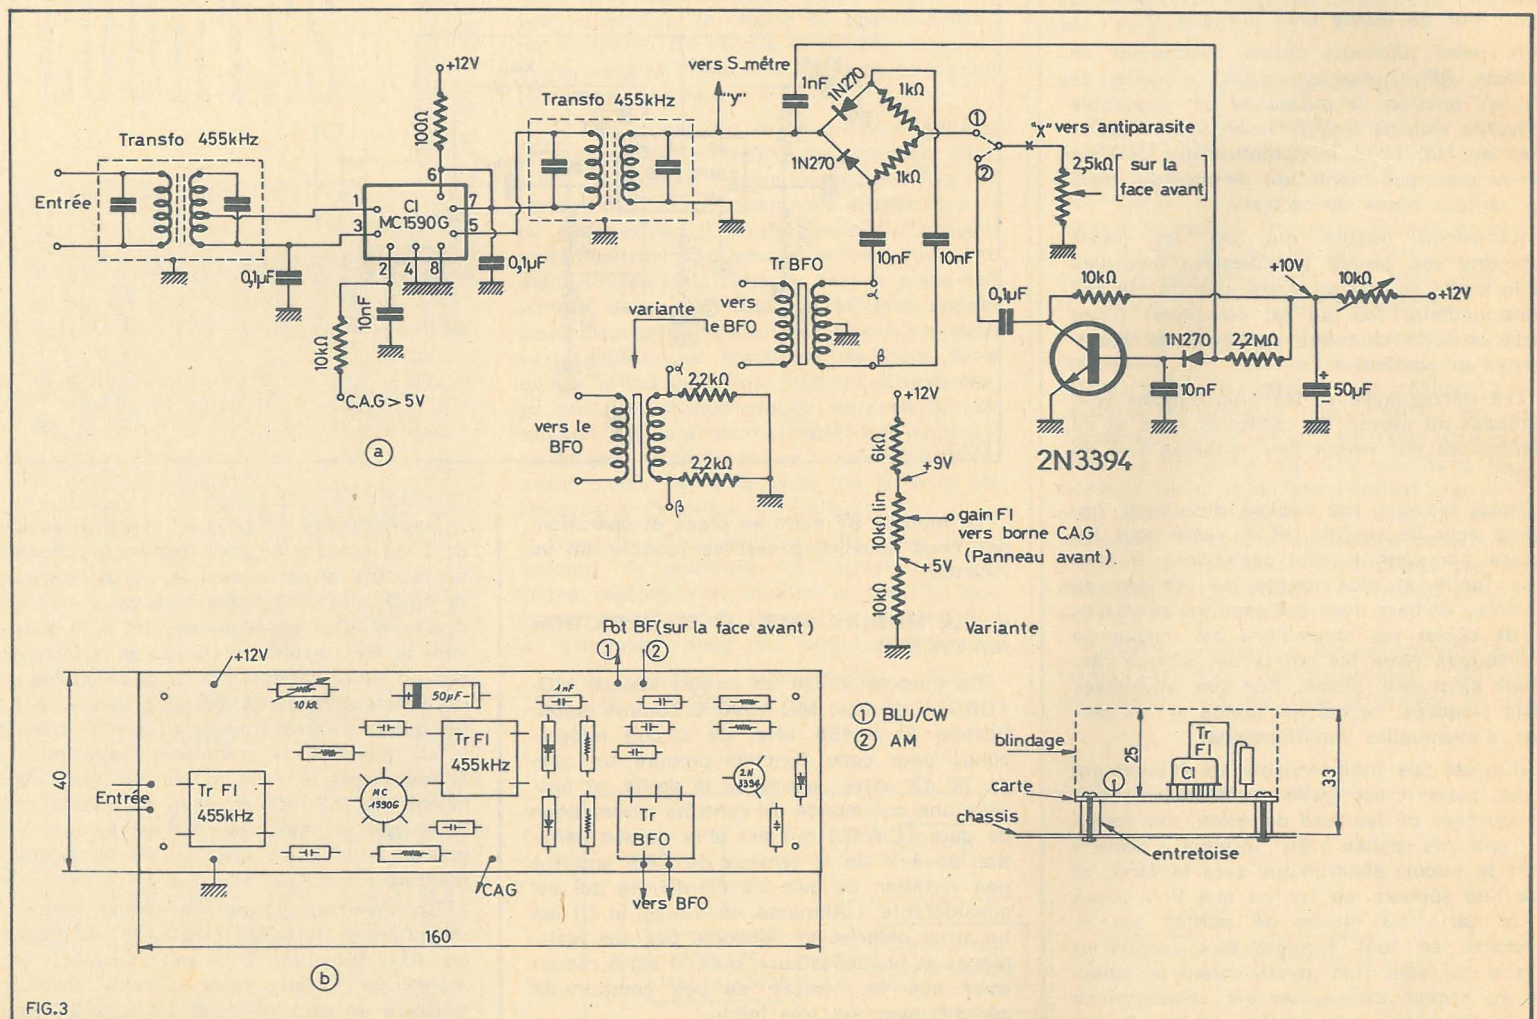 +12V
vers S_mètre
"y"
1nF
1N270
1kΩ
Transfo 455kHz
100Ω
Transfo 455kHz
1N270
1kΩ
1
2
"X" vers antiparasite
2,5kΩ
sur la
face avant
Entrée
6
1
CI
7
MC1590G
3
5
2
4
8
0,1µF
0,1µF
10nF
10kΩ
C.A.G > 5V
a
10nF
10nF
Tr BFO
α
vers
le BFO
β
variante
0,1µF
10kΩ
+10V
10kΩ
+12V
1N270
2,2MΩ
10nF
+
50µF
−
2N3394
α
2,2kΩ
vers le
BFO
2,2kΩ
β
+12V
6kΩ
+9V
10kΩ lin
gain FI
vers borne C.A.G
(Panneau avant)
+5V
10kΩ
Variante
Pot BF (sur la face avant)
1
2
+12V
10kΩ
50µF
1nF
Tr FI
455kHz
Tr FI
455kHz
MC
1590G
2N
3394
Tr
BFO
Entrée
CAG
vers BFO
40
160
b
1 BLU/CW
2 AM
blindage
carte
chassis
25
Tr
FI
CI
33
entretoise
FIG.3